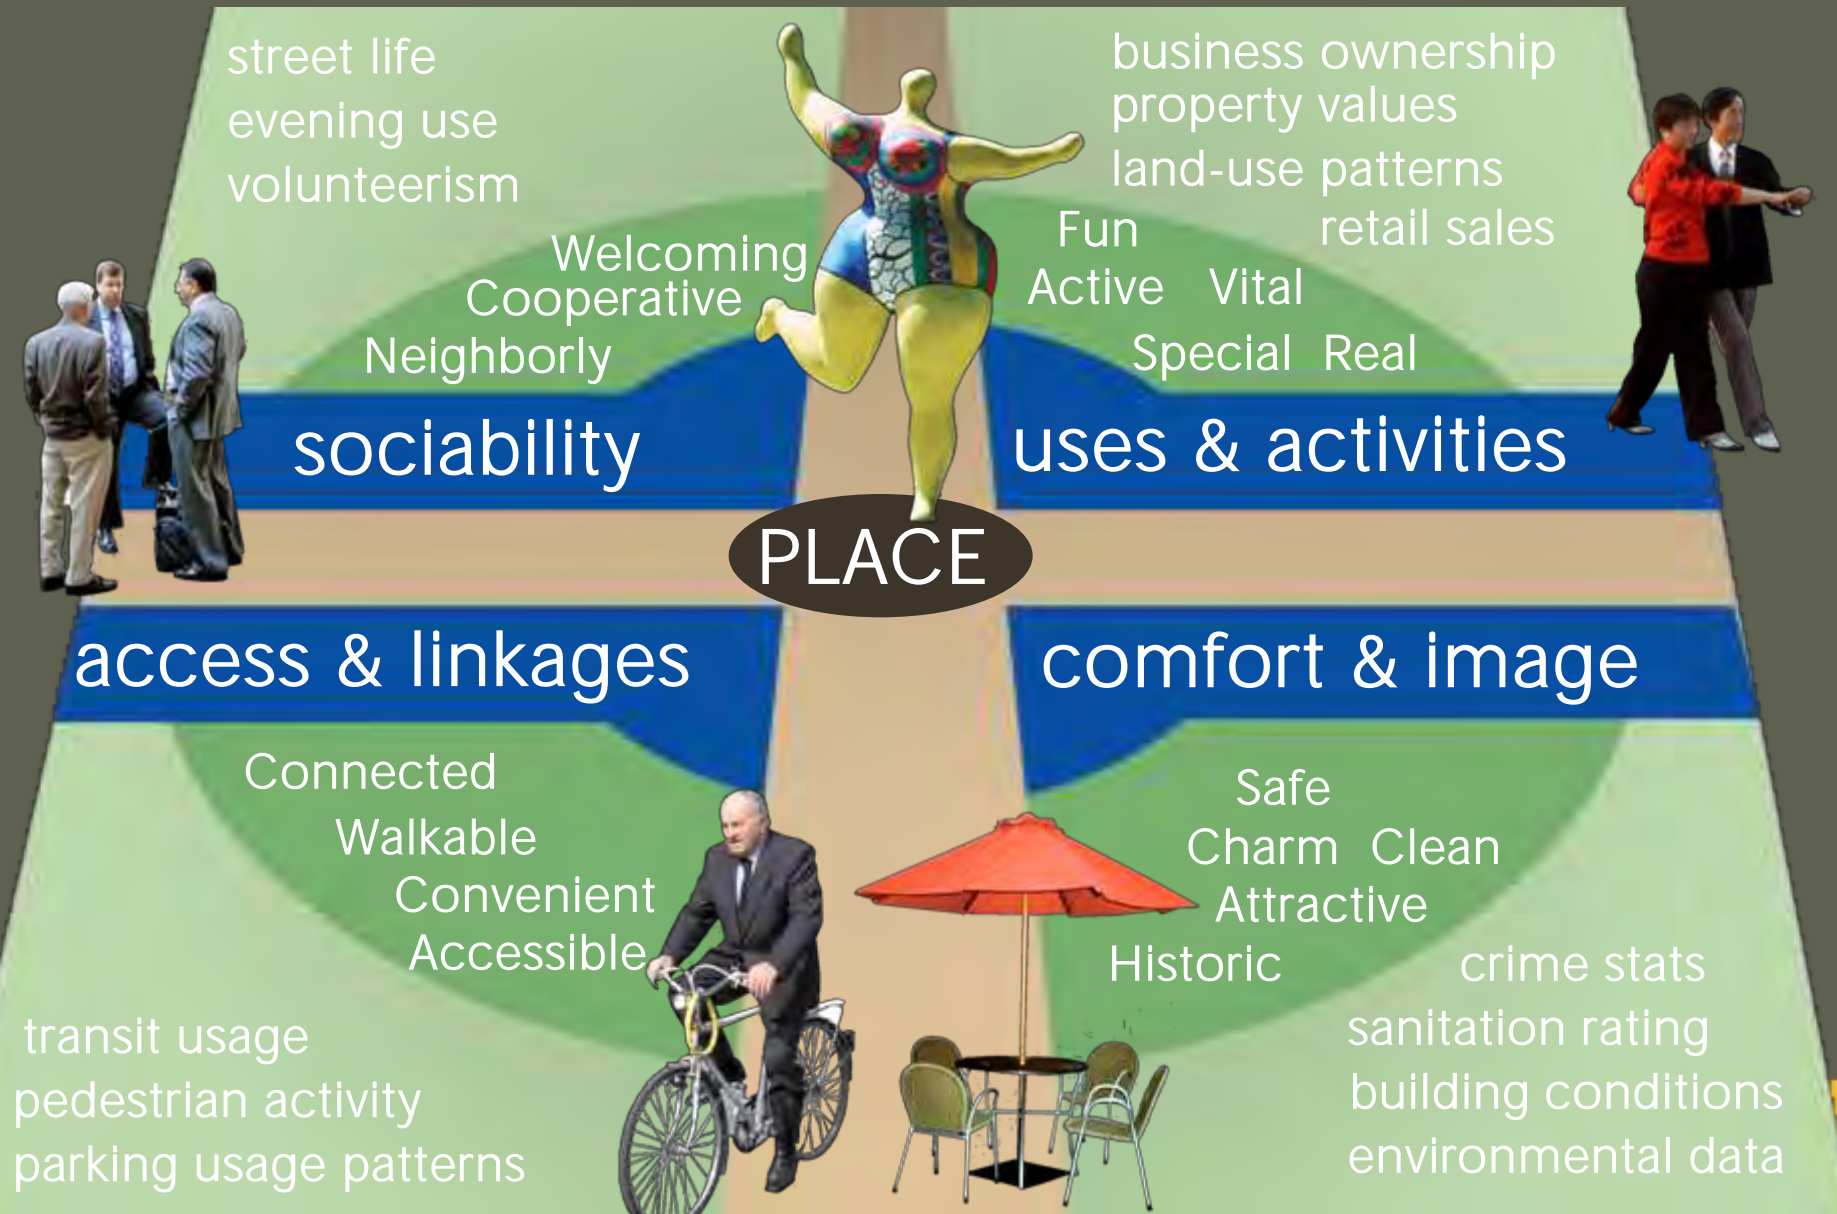 street life
evening use
volunteerism
Welcoming
Cooperative
Neighborly
sociability
business ownership
property values
land-use patterns
retail sales
Fun
Active Vital
Special Real
uses & activities
PLACE
access & linkages
Connected
Walkable
Convenient
Accessible
transit usage
pedestrian activity
parking usage patterns
comfort & image
Safe
Charm Clean
Attractive
Historic
crime stats
sanitation rating
building conditions
environmental data